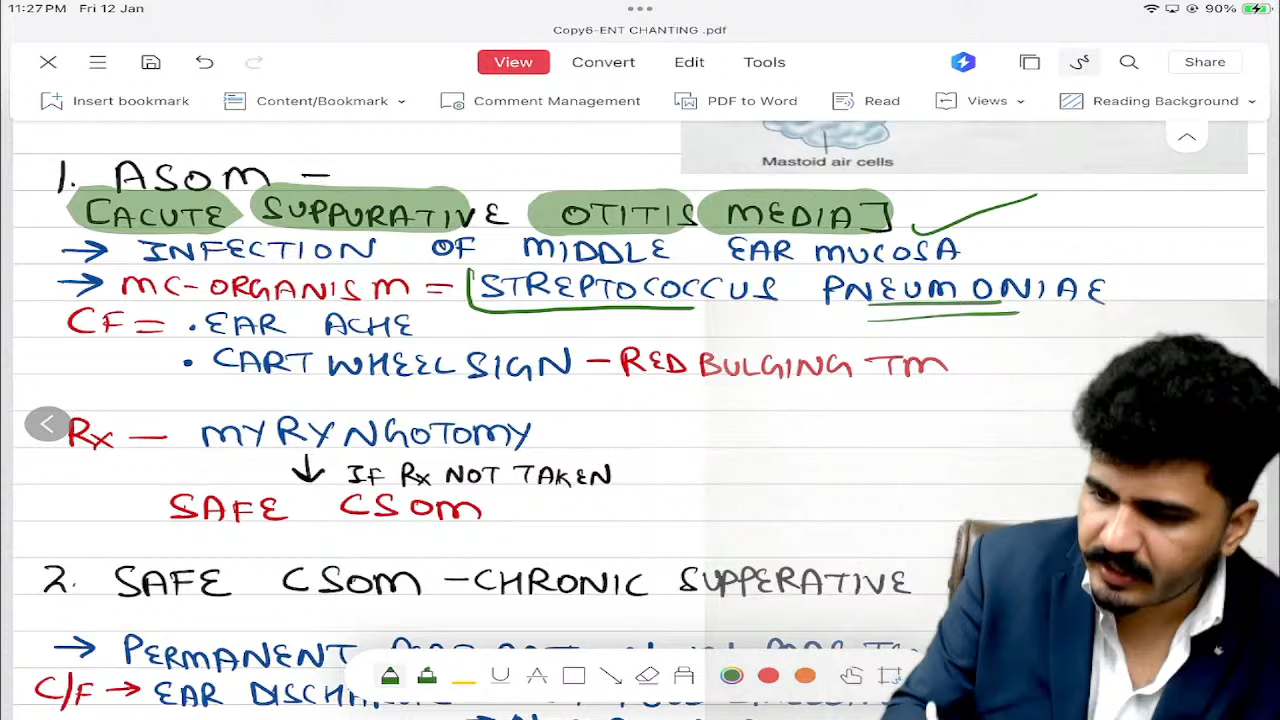 11:27PM Fri 12 Jan 90%
Copy6-ENT CHANTING .pdf
View Convert Edit Tools Share
Insert bookmark Content/Bookmark Comment Management PDF to Word Read Views Reading Background
Mastoid air cells
1. ASOM –
[ACUTE SUPPURATIVE OTITIS MEDIA]
→ INFECTION OF MIDDLE EAR MUCOSA
→ MC-ORGANISM = STREPTOCOCCUS PNEUMONIAE
CF = • EAR ACHE
• CART WHEEL SIGN – RED BULGING TM
Rx – MYRYNGOTOMY
↓ IF Rx NOT TAKEN
SAFE CSOM
2. SAFE CSOM – CHRONIC SUPPERATIVE
→ PERMANENT
C/F → EAR